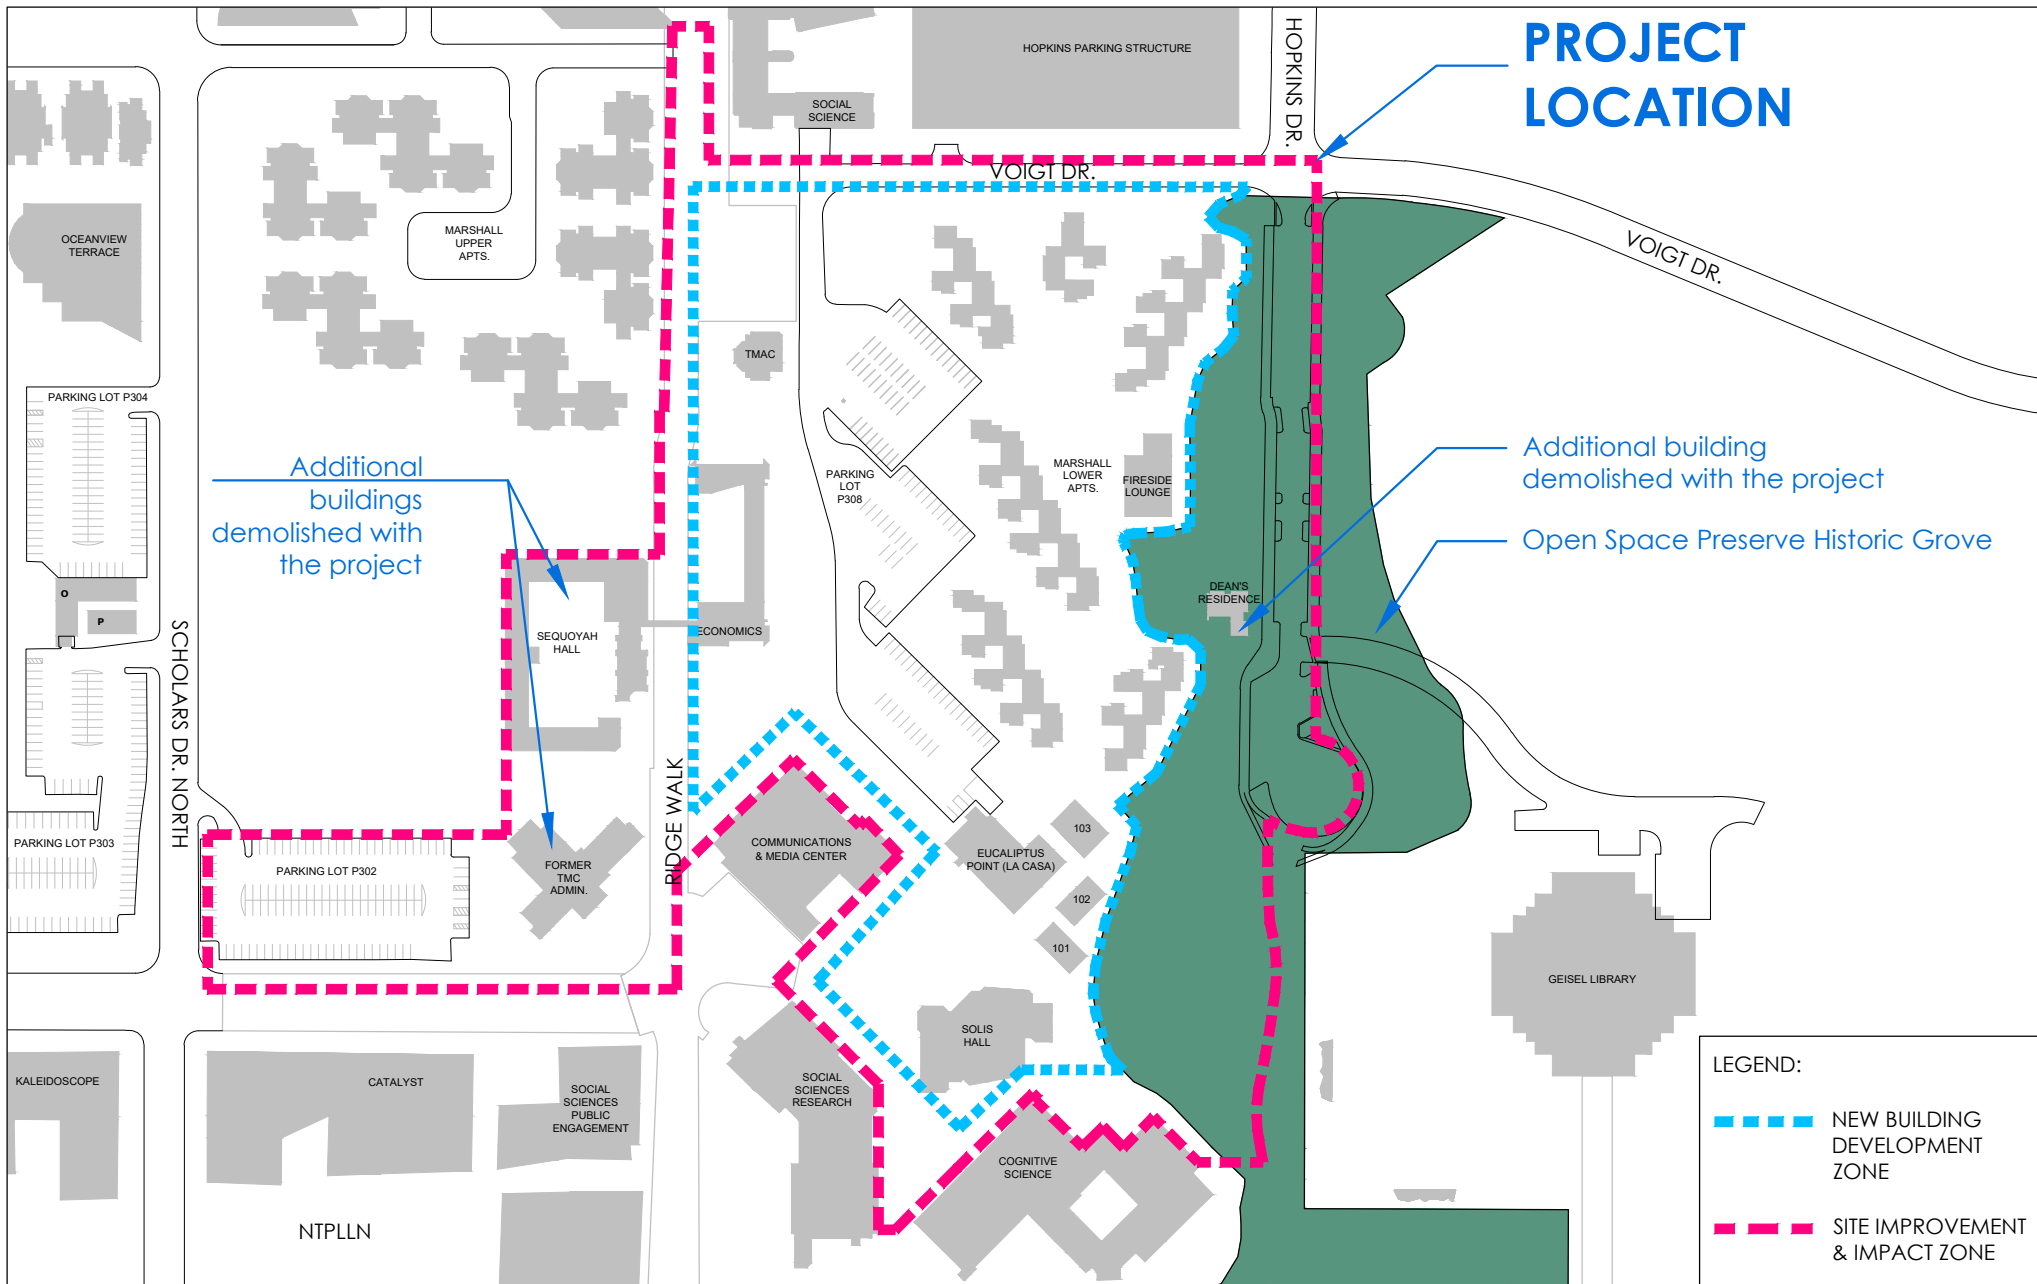 PROJECT
LOCATION
HOPKINS PARKING STRUCTURE
HOPKINS DR.
SOCIAL
SCIENCE
VOIGT DR.
VOIGT DR.
OCEANVIEW
TERRACE
MARSHALL
UPPER
APTS.
TMAC
PARKING LOT P304
Additional
buildings
demolished with
the project
PARKING
LOT
P308
MARSHALL
LOWER
APTS.
FIRESIDE
LOUNGE
Additional building
demolished with the project
Open Space Preserve Historic Grove
DEAN'S
RESIDENCE
O
P
SEQUOYAH
HALL
ECONOMICS
SCHOLARS DR. NORTH
RIDGE WALK
PARKING LOT P303
PARKING LOT P302
FORMER
TMC
ADMIN.
COMMUNICATIONS
& MEDIA CENTER
EUCALIPTUS
POINT (LA CASA)
103
102
101
GEISEL LIBRARY
SOLIS
HALL
KALEIDOSCOPE
CATALYST
SOCIAL
SCIENCES
PUBLIC
ENGAGEMENT
SOCIAL
SCIENCES
RESEARCH
COGNITIVE
SCIENCE
NTPLLN
LEGEND:
NEW BUILDING
DEVELOPMENT
ZONE
SITE IMPROVEMENT
& IMPACT ZONE